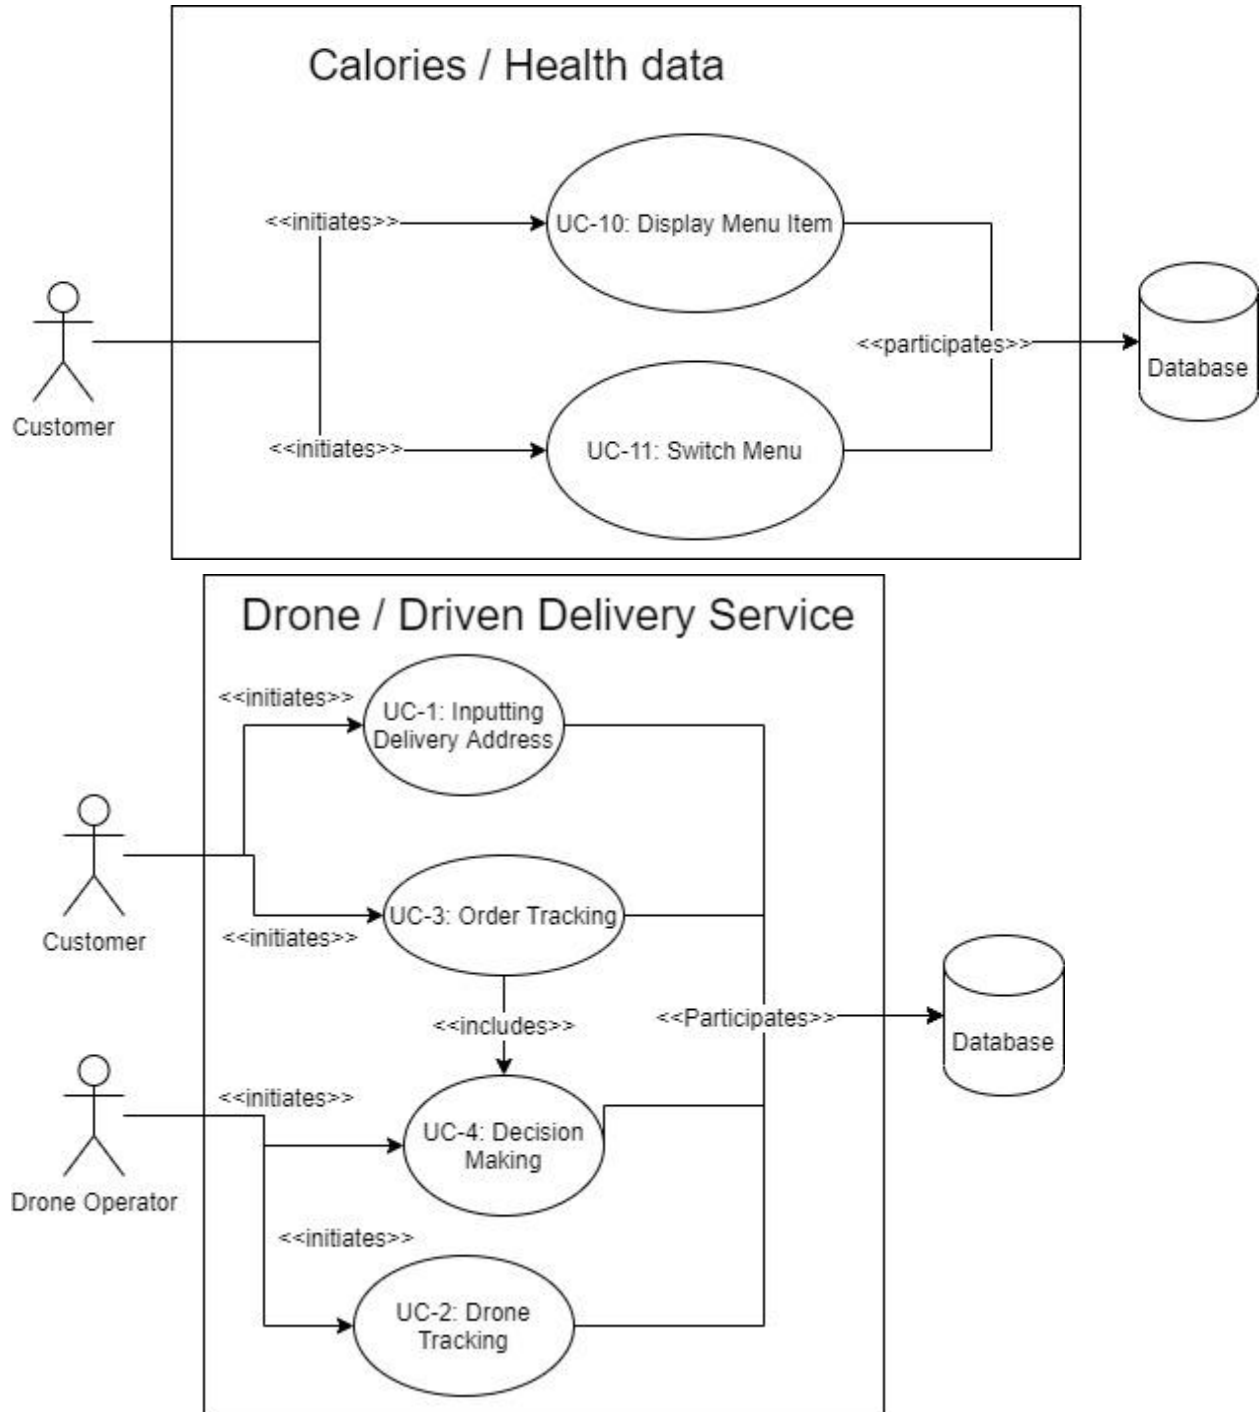 Calories / Health data
<<initiates>>
UC-10: Display Menu Item
<<participates>>
Database
Customer
<<initiates>>
UC-11: Switch Menu
Drone / Driven Delivery Service
<<initiates>>
UC-1: Inputting
Delivery Address
Customer
<<initiates>>
UC-3: Order Tracking
<<includes>>
<<Participates>>
Database
Drone Operator
<<initiates>>
UC-4: Decision
Making
<<initiates>>
UC-2: Drone
Tracking